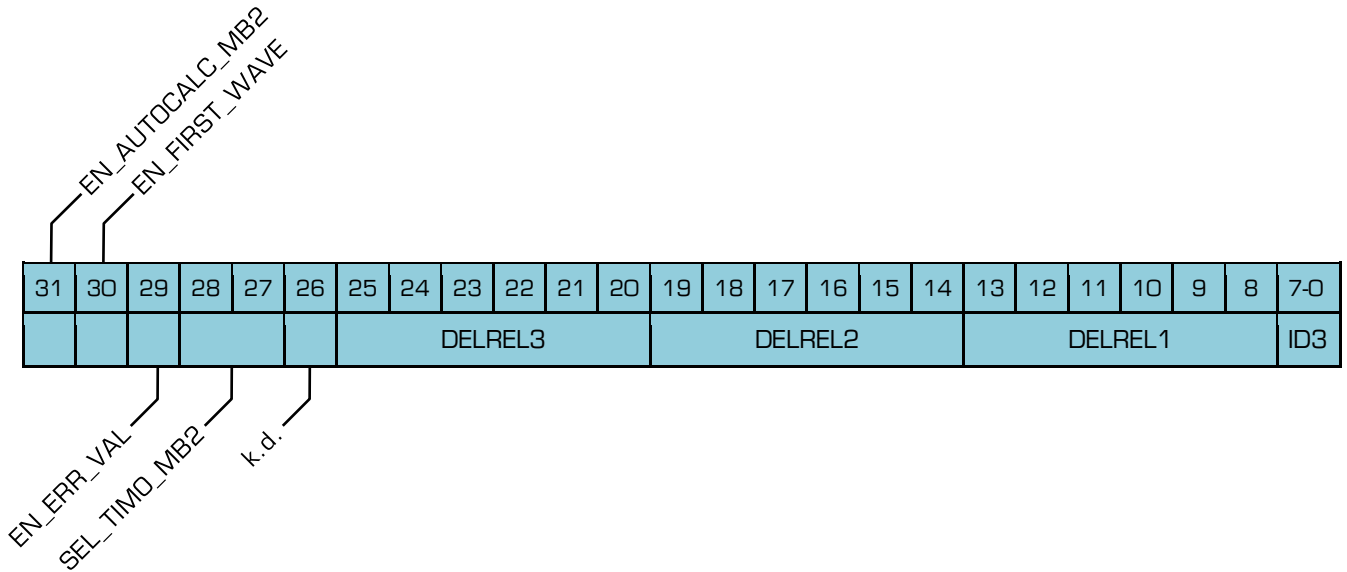 EN_AUTOCALC_MB2
EN_FIRST_WAVE
31 30 29 28 27 26 25 24 23 22 21 20 19 18 17 16 15 14 13 12 11 10 9 8 7-0
DELREL3 DELREL2 DELREL1 ID3
EN_ERR_VAL
SEL_TIMO_MB2
k.d.